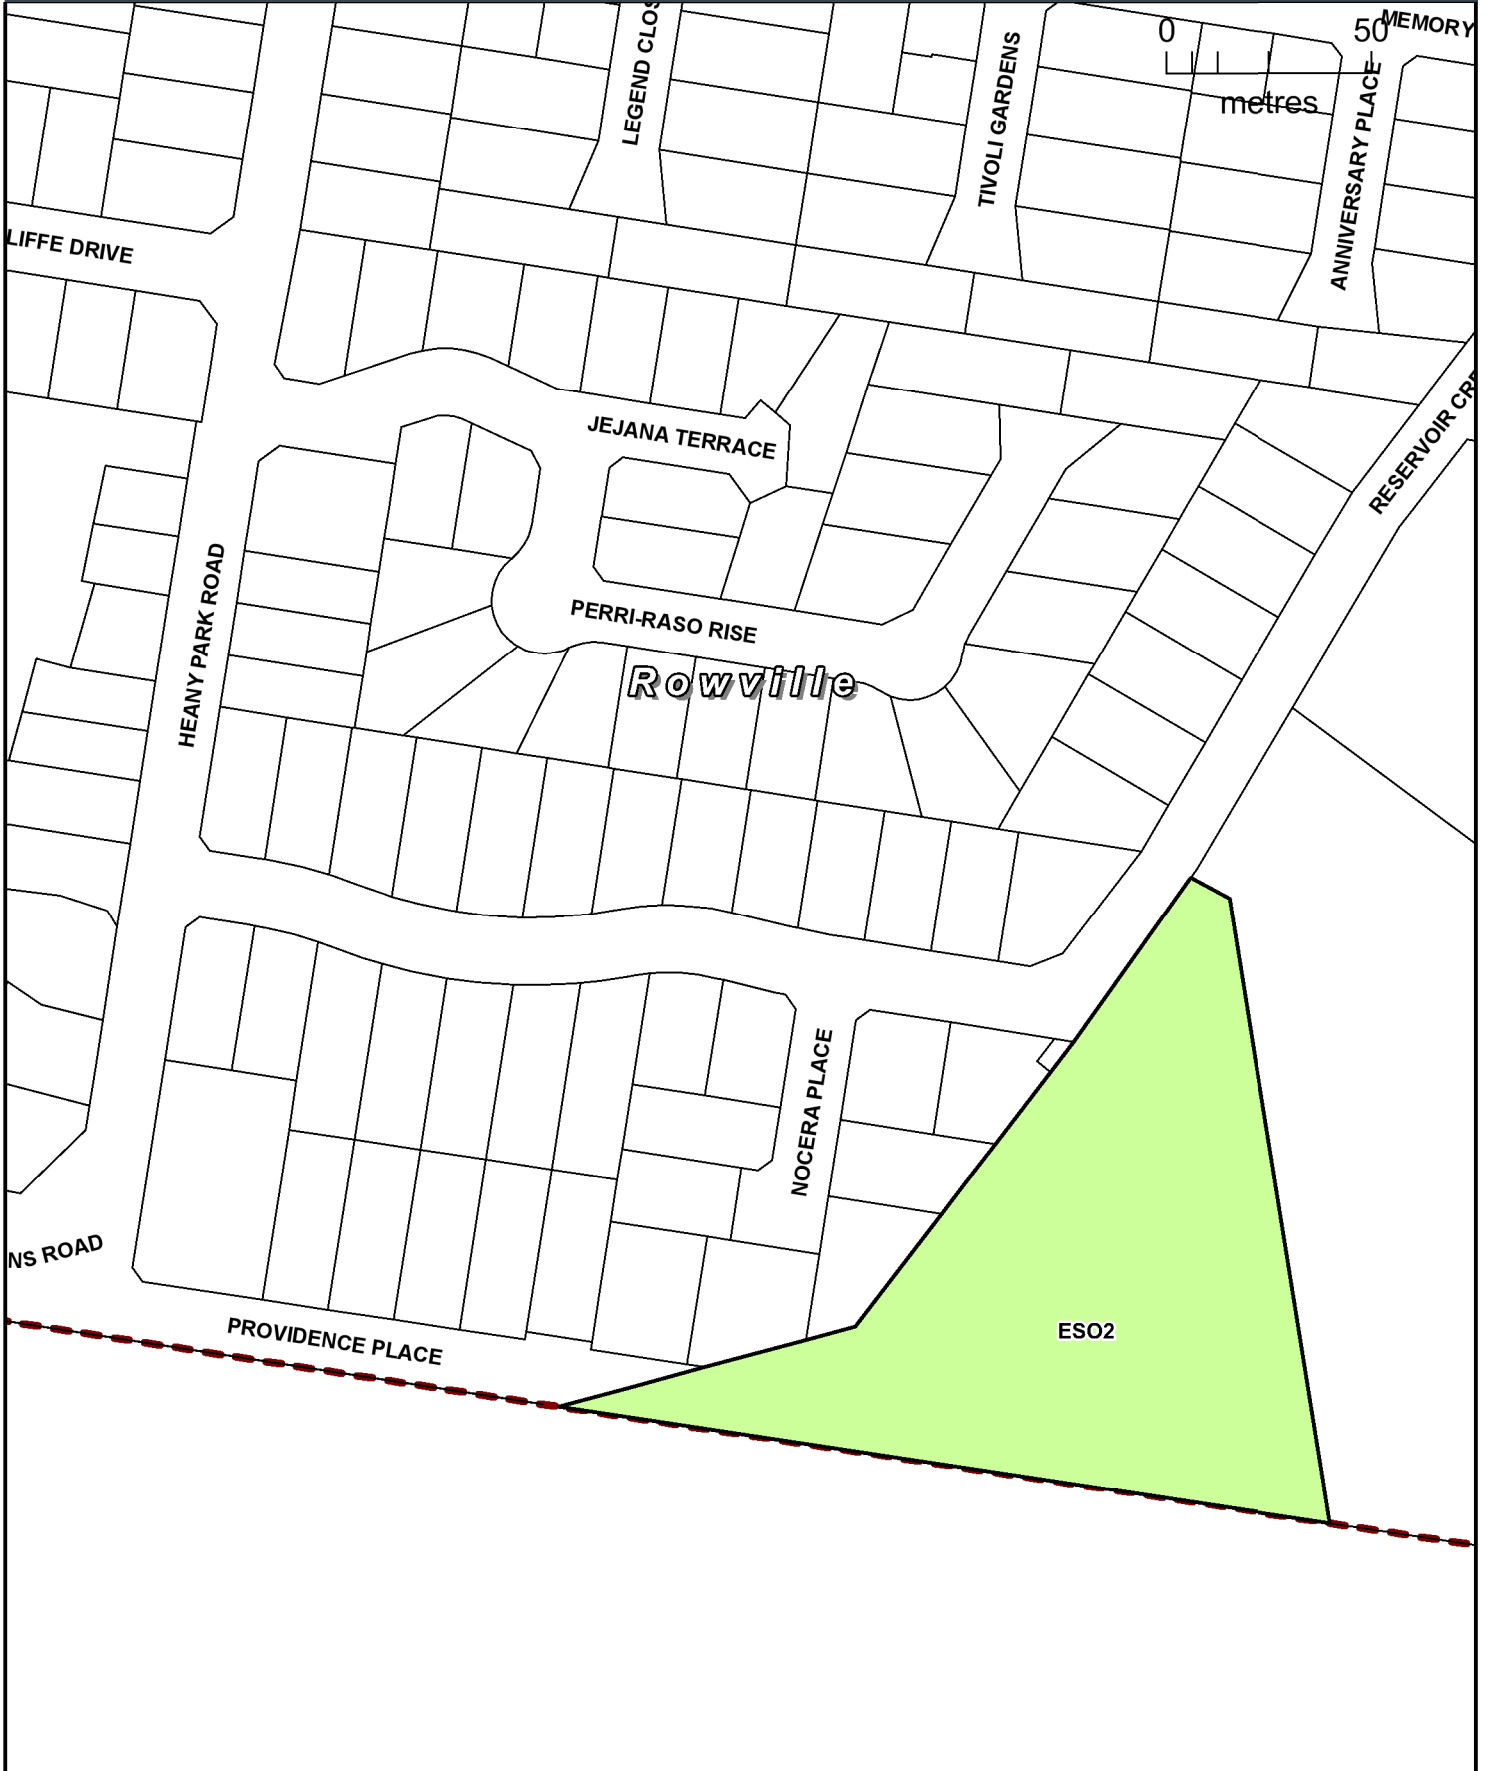 LEGEND CLOS
MEMORY
0 50
metres
TIVOLI GARDENS
ANNIVERSARY PLACE
LIFFE DRIVE
RESERVOIR CRE
JEJANA TERRACE
HEANY PARK ROAD
PERRI-RASO RISE
Rowville
NOCERA PLACE
NS ROAD
PROVIDENCE PLACE
ESO2